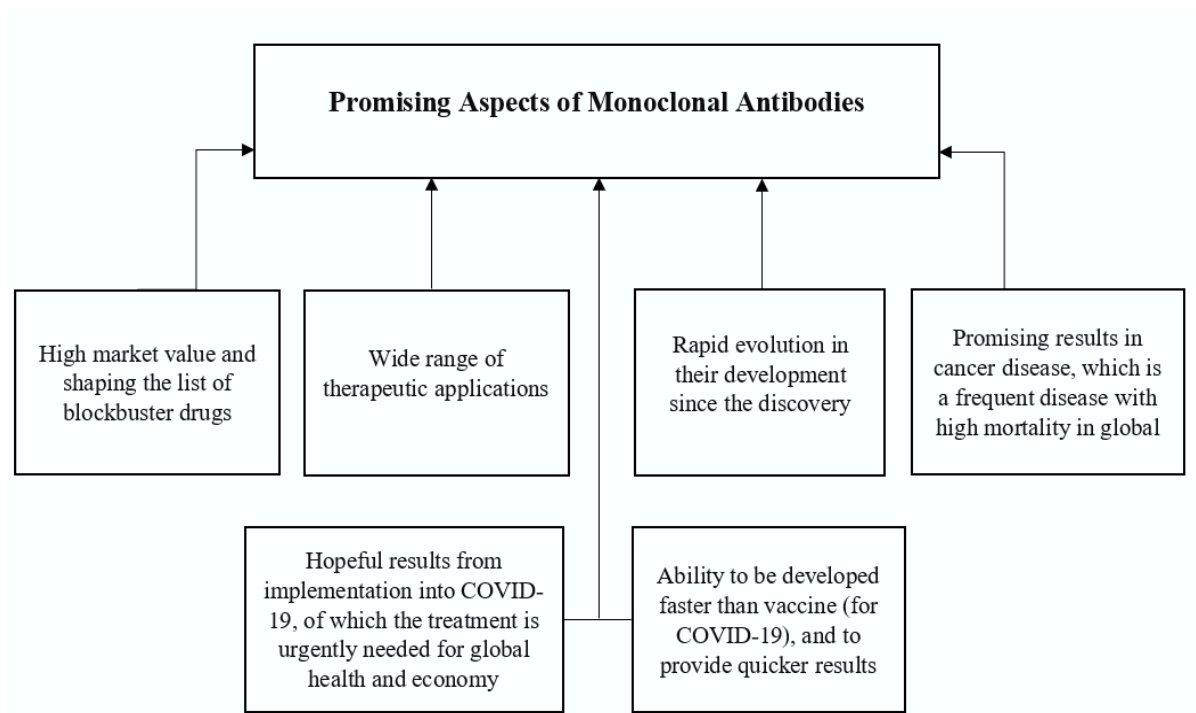 Promising Aspects of Monoclonal Antibodies
High market value and
shaping the list of
blockbuster drugs
Wide range of
therapeutic applications
Rapid evolution in
their development
since the discovery
Promising results in
cancer disease, which is
a frequent disease with
high mortality in global
Hopeful results from
implementation into COVID-
19, of which the treatment is
urgently needed for global
health and economy
Ability to be developed
faster than vaccine (for
COVID-19), and to
provide quicker results